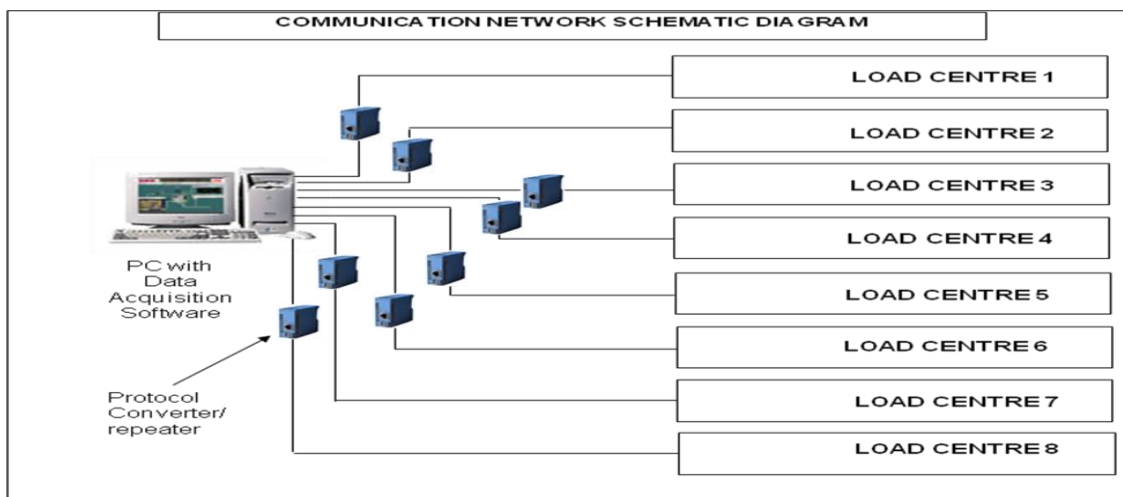 COMMUNICATION NETWORK SCHEMATIC DIAGRAM
LOAD CENTRE 1
LOAD CENTRE 2
LOAD CENTRE 3
LOAD CENTRE 4
LOAD CENTRE 5
LOAD CENTRE 6
LOAD CENTRE 7
LOAD CENTRE 8
PC with
Data
Acquisition
Software
Protocol
Converter/
repeater